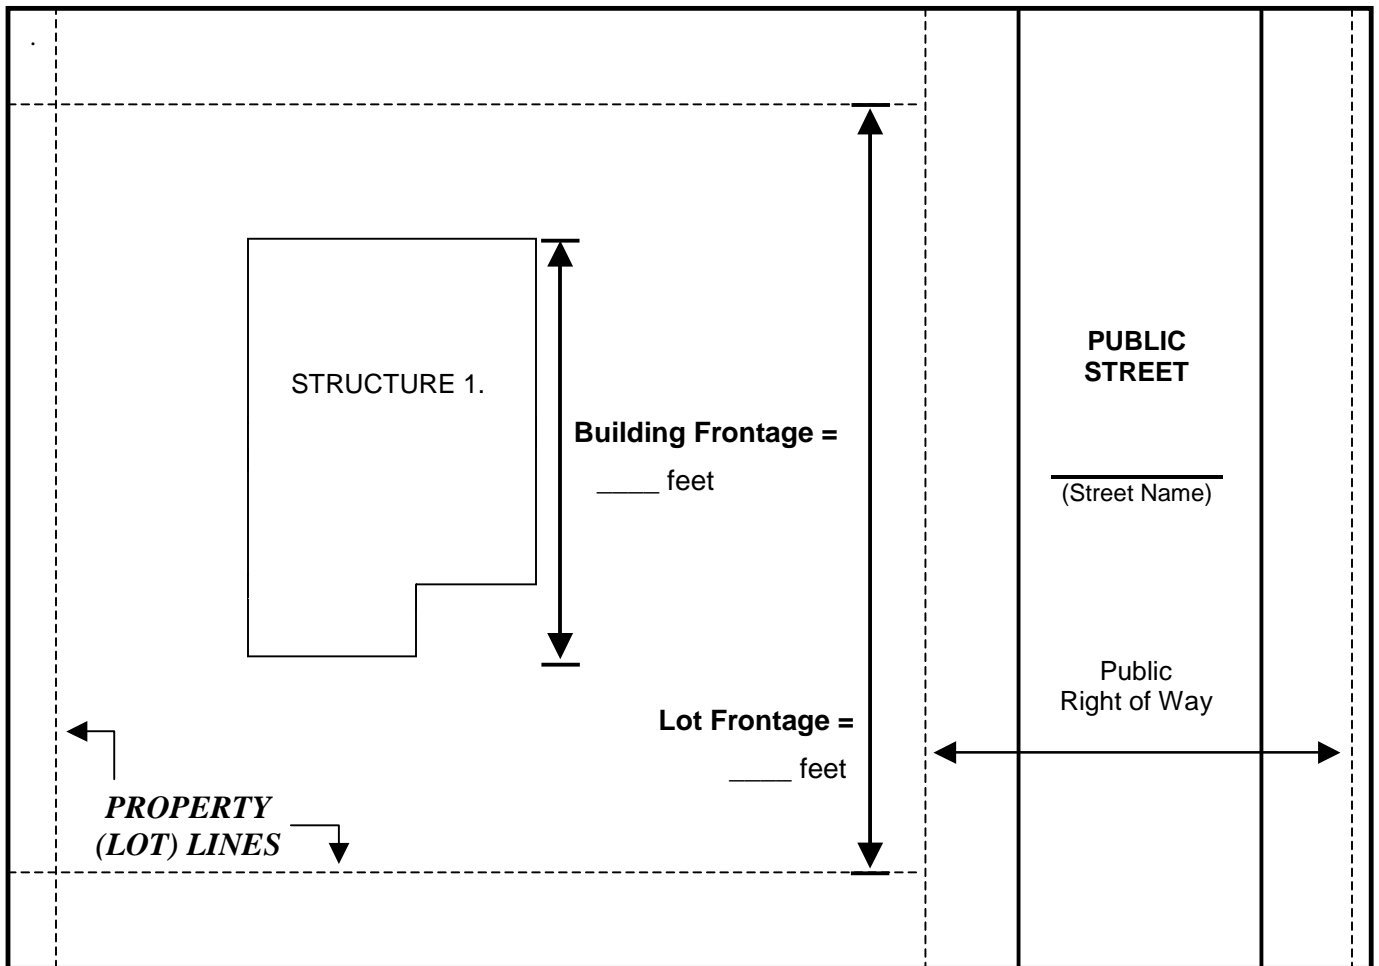 .
STRUCTURE 1.
Building Frontage =
____ feet
Lot Frontage =
____ feet
PROPERTY
(LOT) LINES
PUBLIC
STREET
(Street Name)
Public
Right of Way